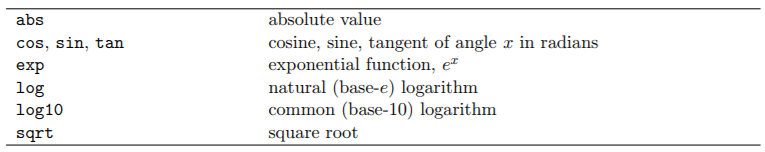 abs absolute value
cos, sin, tan cosine, sine, tangent of angle x in radians
exp exponential function, eˣ
log natural (base-e) logarithm
log10 common (base-10) logarithm
sqrt square root